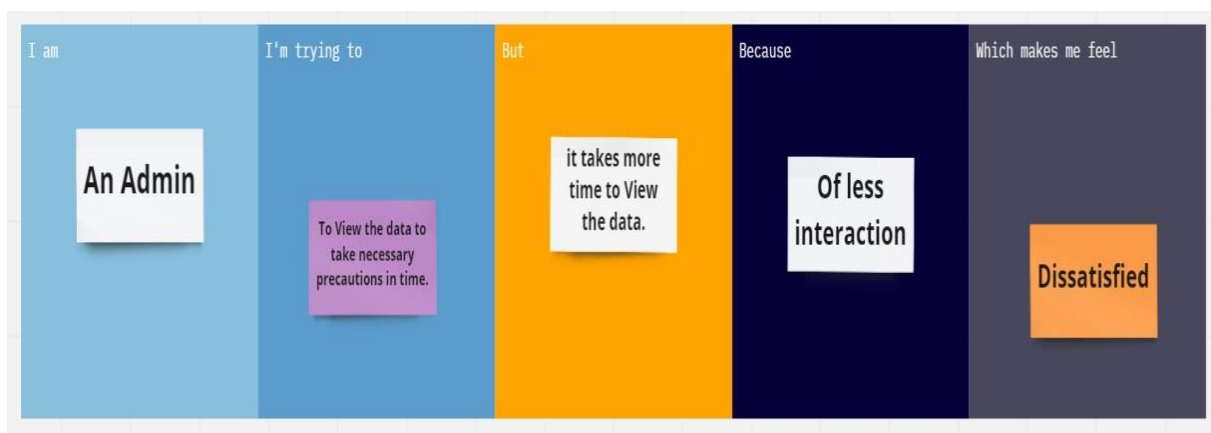 I am
An Admin
I'm trying to
To View the data to
take necessary
precautions in time.
But
it takes more
time to View
the data.
Because
Of less
interaction
Which makes me feel
Dissatisfied